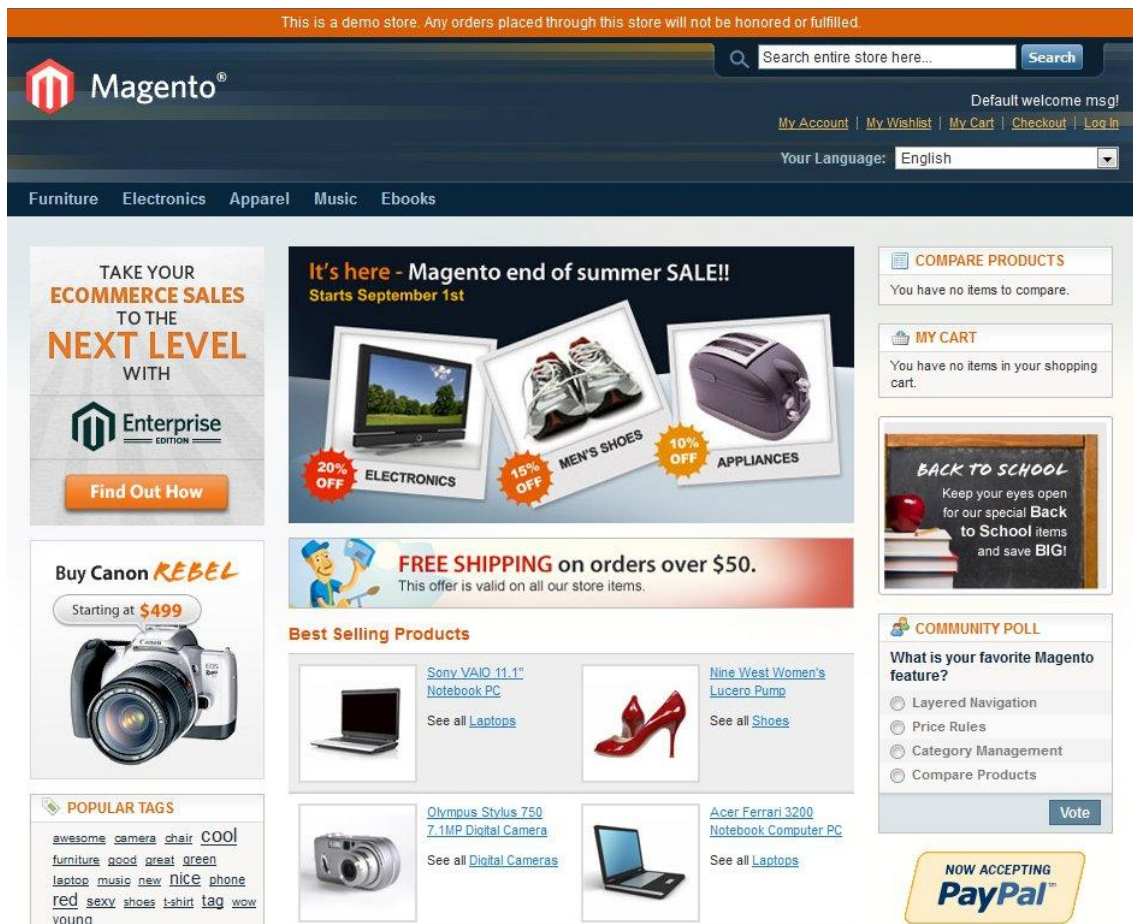 This is a demo store. Any orders placed through this store will not be honored or fulfilled.
Magento®
Search entire store here...
Search
Default welcome msg!
My Account | My Wishlist | My Cart | Checkout | Log In
Your Language: English
Furniture Electronics Apparel Music Ebooks
TAKE YOUR
ECOMMERCE SALES
TO THE
NEXT LEVEL
WITH
Enterprise
EDITION
Find Out How
Buy Canon REBEL
Starting at $499
Canon
EOS
POPULAR TAGS
awesome camera chair cool
furniture good great green
laptop music new nice phone
red sexy shoes t-shirt tag wow
young
It's here - Magento end of summer SALE!!
Starts September 1st
20%
OFF
ELECTRONICS
15%
OFF
MEN'S SHOES
10%
OFF
APPLIANCES
FREE SHIPPING on orders over $50.
This offer is valid on all our store items.
Best Selling Products
Sony VAIO 11.1"
Notebook PC
See all Laptops
Nine West Women's
Lucero Pump
See all Shoes
Olympus Stylus 750
7.1MP Digital Camera
See all Digital Cameras
Acer Ferrari 3200
Notebook Computer PC
See all Laptops
COMPARE PRODUCTS
You have no items to compare.
MY CART
You have no items in your shopping
cart.
BACK TO SCHOOL
Keep your eyes open
for our special Back
to School items
and save BIG!
COMMUNITY POLL
What is your favorite Magento
feature?
Layered Navigation
Price Rules
Category Management
Compare Products
Vote
NOW ACCEPTING
PayPal™